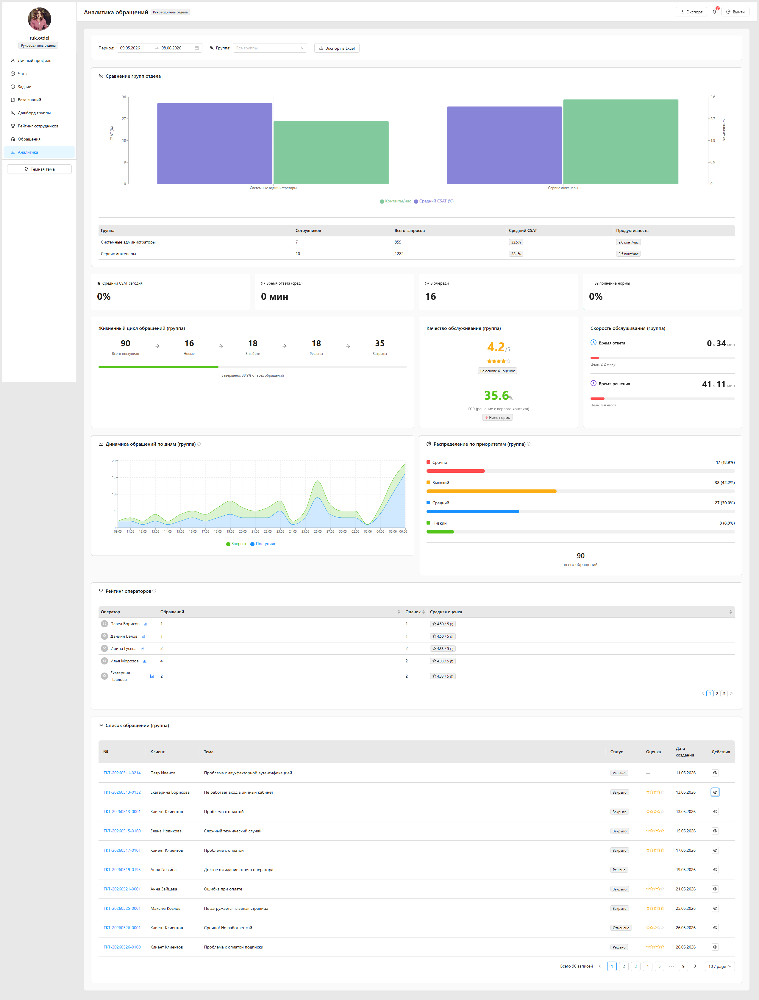 ruk.otdel
Руководитель отдела
Личный профиль
Чаты
Задачи
База знаний
Дашборд группы
Рейтинг сотрудников
Обращения
Аналитика
Тёмная тема
Аналитика обращений Руководитель отдела
Экспорт 7 Выйти
Период: 09.05.2026 08.06.2026 Группа: Все группы Экспорт в Excel
Сравнение групп отдела
36 3.6
27 2.7
18 1.8
9 0.9
0 0
CSAT (%)
Контакты/час
Системные администраторы Сервис инженеры
Контакты/час Средний CSAT (%)
Группа Сотрудников Всего запросов Средний CSAT Продуктивность
Системные администраторы 7 859 33.5% 2.6 конт/час
Сервис инженеры 10 1282 32.1% 3.5 конт/час
Средний CSAT сегодня
0%
Время ответа (сред.)
0 мин
В очереди
16
Выполнение нормы
0%
Жизненный цикл обращений (группа)
90 16 18 18 35
Всего поступило Новые В работе Решены Закрыты
Завершено: 38.9% от всех обращений
Качество обслуживания (группа)
4.2/5
на основе 41 оценок
35.6%
FCR (решение с первого контакта)
Ниже нормы
Скорость обслуживания (группа)
Время ответа 0 ч 34 мин
Цель: ≤ 2 минут
Время решения 41 ч 11 мин
Цель: ≤ 4 часов
Динамика обращений по дням (группа)
20
15
10
5
0
09.05 11.05 12.05 13.05 14.05 15.05 16.05 17.05 18.05 19.05 20.05 21.05 22.05 23.05 24.05 25.05 26.05 27.05 30.05 02.06 03.06 04.06 05.06 06.06
Закрыто Поступило
Распределение по приоритетам (группа)
Срочно 17 (18.9%)
Высокий 38 (42.2%)
Средний 27 (30.0%)
Низкий 8 (8.9%)
90
всего обращений
Рейтинг операторов
Оператор Обращений Оценок Средняя оценка
Павел Борисов 1 1 4.50 / 5 (?)
Даниил Белов 1 1 4.50 / 5 (?)
Ирина Гусева 2 2 4.33 / 5 (?)
Илья Морозов 4 2 4.33 / 5 (?)
Екатерина
Павлова 2 2 4.33 / 5 (?)
1 2 3
Список обращений (группа)
№ Клиент Тема Статус Оценка Дата создания Действия
ТКТ-20260511-0214 Петр Иванов Проблема с двухфакторной аутентификацией Решено — 11.05.2026
ТКТ-20260513-0132 Екатерина Борисова Не работает вход в личный кабинет Закрыто 13.05.2026
ТКТ-20260513-0001 Клиент Клиентов Проблема с оплатой Закрыто 13.05.2026
ТКТ-20260515-0160 Елена Новикова Сложный технический случай Закрыто 15.05.2026
ТКТ-20260517-0101 Клиент Клиентов Проблема с оплатой Закрыто 17.05.2026
ТКТ-20260519-0195 Анна Галкина Долгое ожидание ответа оператора Решено — 19.05.2026
ТКТ-20260521-0001 Анна Зайцева Ошибка при оплате Закрыто 21.05.2026
ТКТ-20260525-0001 Максим Козлов Не загружается главная страница Закрыто 25.05.2026
ТКТ-20260526-0001 Клиент Клиентов Срочно! Не работает сайт Отменено 26.05.2026
ТКТ-20260526-0100 Клиент Клиентов Проблема с оплатой подписки Решено 26.05.2026
Всего 90 записей 1 2 3 4 5 ··· 9 10 / page